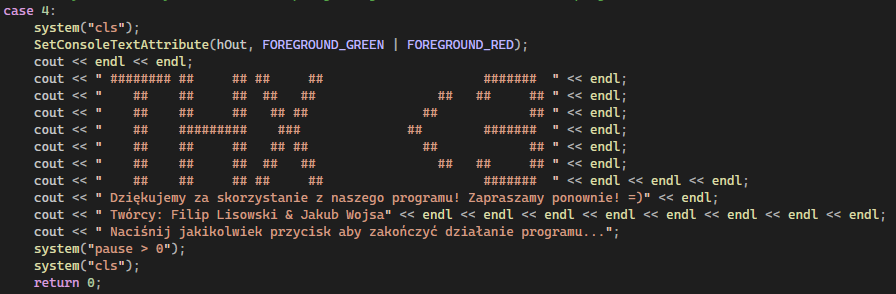 case 4:
    system("cls");
    SetConsoleTextAttribute(hOut, FOREGROUND_GREEN | FOREGROUND_RED);
    cout << endl << endl;
    cout << " ######## ##     ## ##     ##                     #######  " << endl;
    cout << "    ##    ##     ##  ##   ##                ##   ##     ## " << endl;
    cout << "    ##    ##     ##   ## ##               ##            ## " << endl;
    cout << "    ##    #########    ###              ##        #######  " << endl;
    cout << "    ##    ##     ##   ## ##               ##            ## " << endl;
    cout << "    ##    ##     ##  ##   ##                ##   ##     ## " << endl;
    cout << "    ##    ##     ## ##     ##                     #######  " << endl << endl << endl;
    cout << " Dziękujemy za skorzystanie z naszego programu! Zapraszamy ponownie! =)" << endl;
    cout << " Twórcy: Filip Lisowski & Jakub Wojsa" << endl << endl << endl << endl << endl << endl << endl << endl;
    cout << " Naciśnij jakikolwiek przycisk aby zakończyć działanie programu...";
    system("pause > 0");
    system("cls");
    return 0;